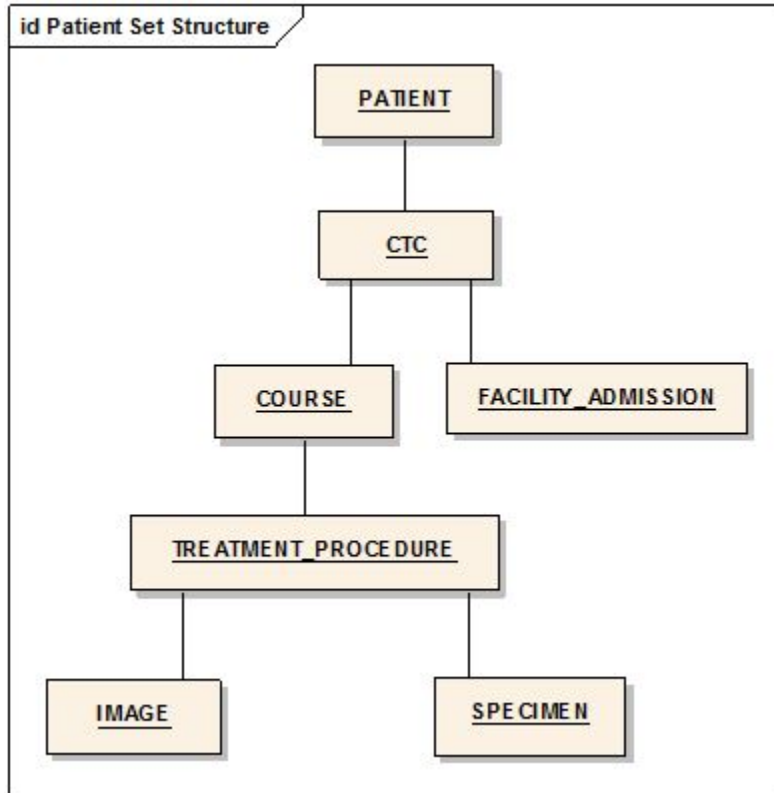 id Patient Set Structure
PATIENT
CTC
COURSE
FACILITY_ADMISSION
TREATMENT_PROCEDURE
IMAGE
SPECIMEN